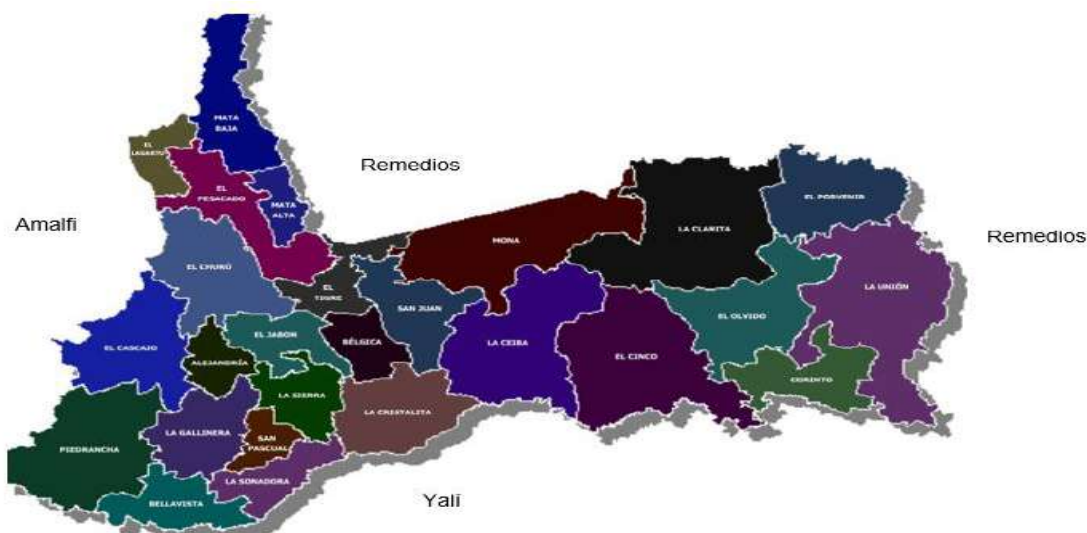 MATA
BAJA
EL
LAGARTO
Remedios
EL
PESACADO
MATA
ALTA
EL PORVENIR
Amalfi
LA CLARITA
Remedios
MONA
EL CHURÚ
LA UNIÓN
EL
TIGRE
SAN JUAN
EL OLVIDO
EL JABON
BÉLGICA
LA CEIBA
EL CASCAJO
ALEJANDRÍA
EL CINCO
CORINTO
LA SIERRA
LA CRISTALITA
LA GALLINERA
SAN
PASCUAL
PIEDRANCHA
LA SONADORA
BELLAVISTA
Yalí